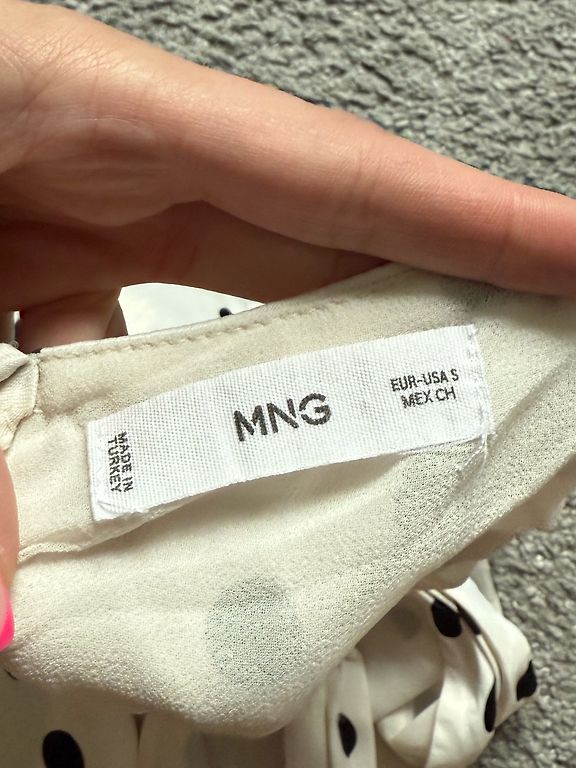 MADE IN
TURKEY
MNG
EUR-USA S
MEX CH